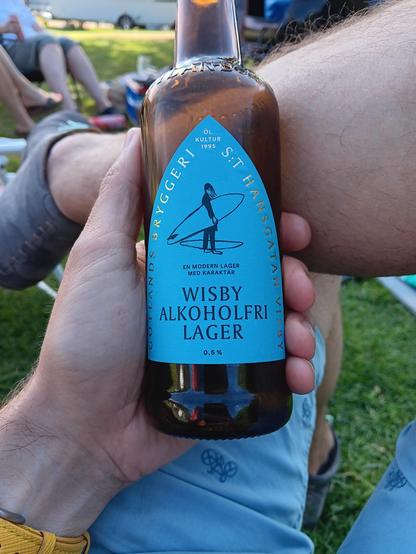 ÖL
KULTUR
1995
GOTLANDS BRYGGERI
S:T HANSGATAN VISBY
EN MODERN LAGER
MED KARAKTÄR
WISBY
ALKOHOLFRI
LAGER
0,5 %